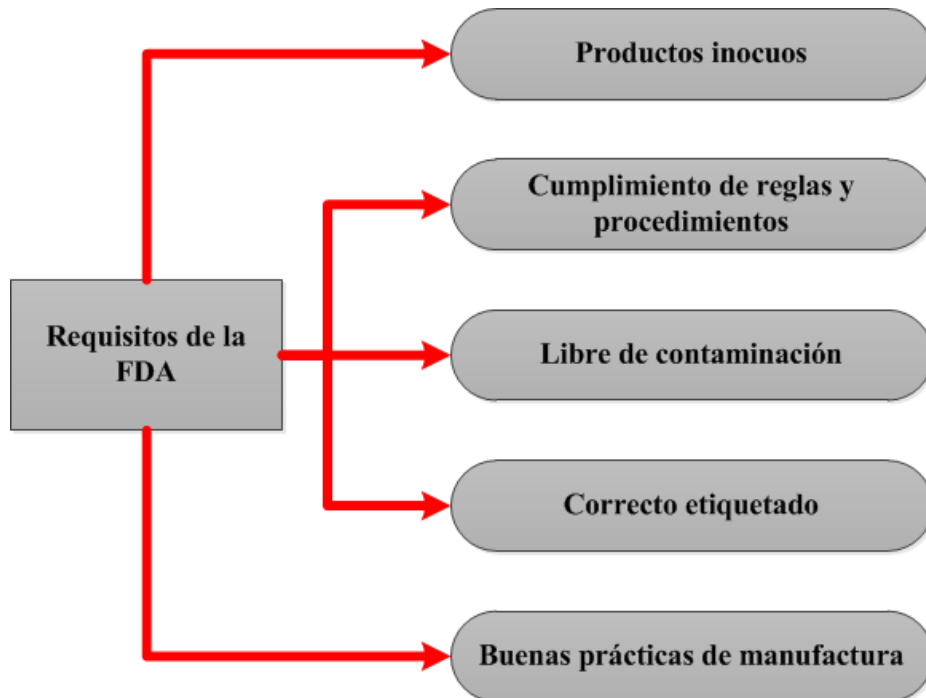 Productos inocuos
Cumplimiento de reglas y
procedimientos
Requisitos de la
FDA
Libre de contaminación
Correcto etiquetado
Buenas prácticas de manufactura